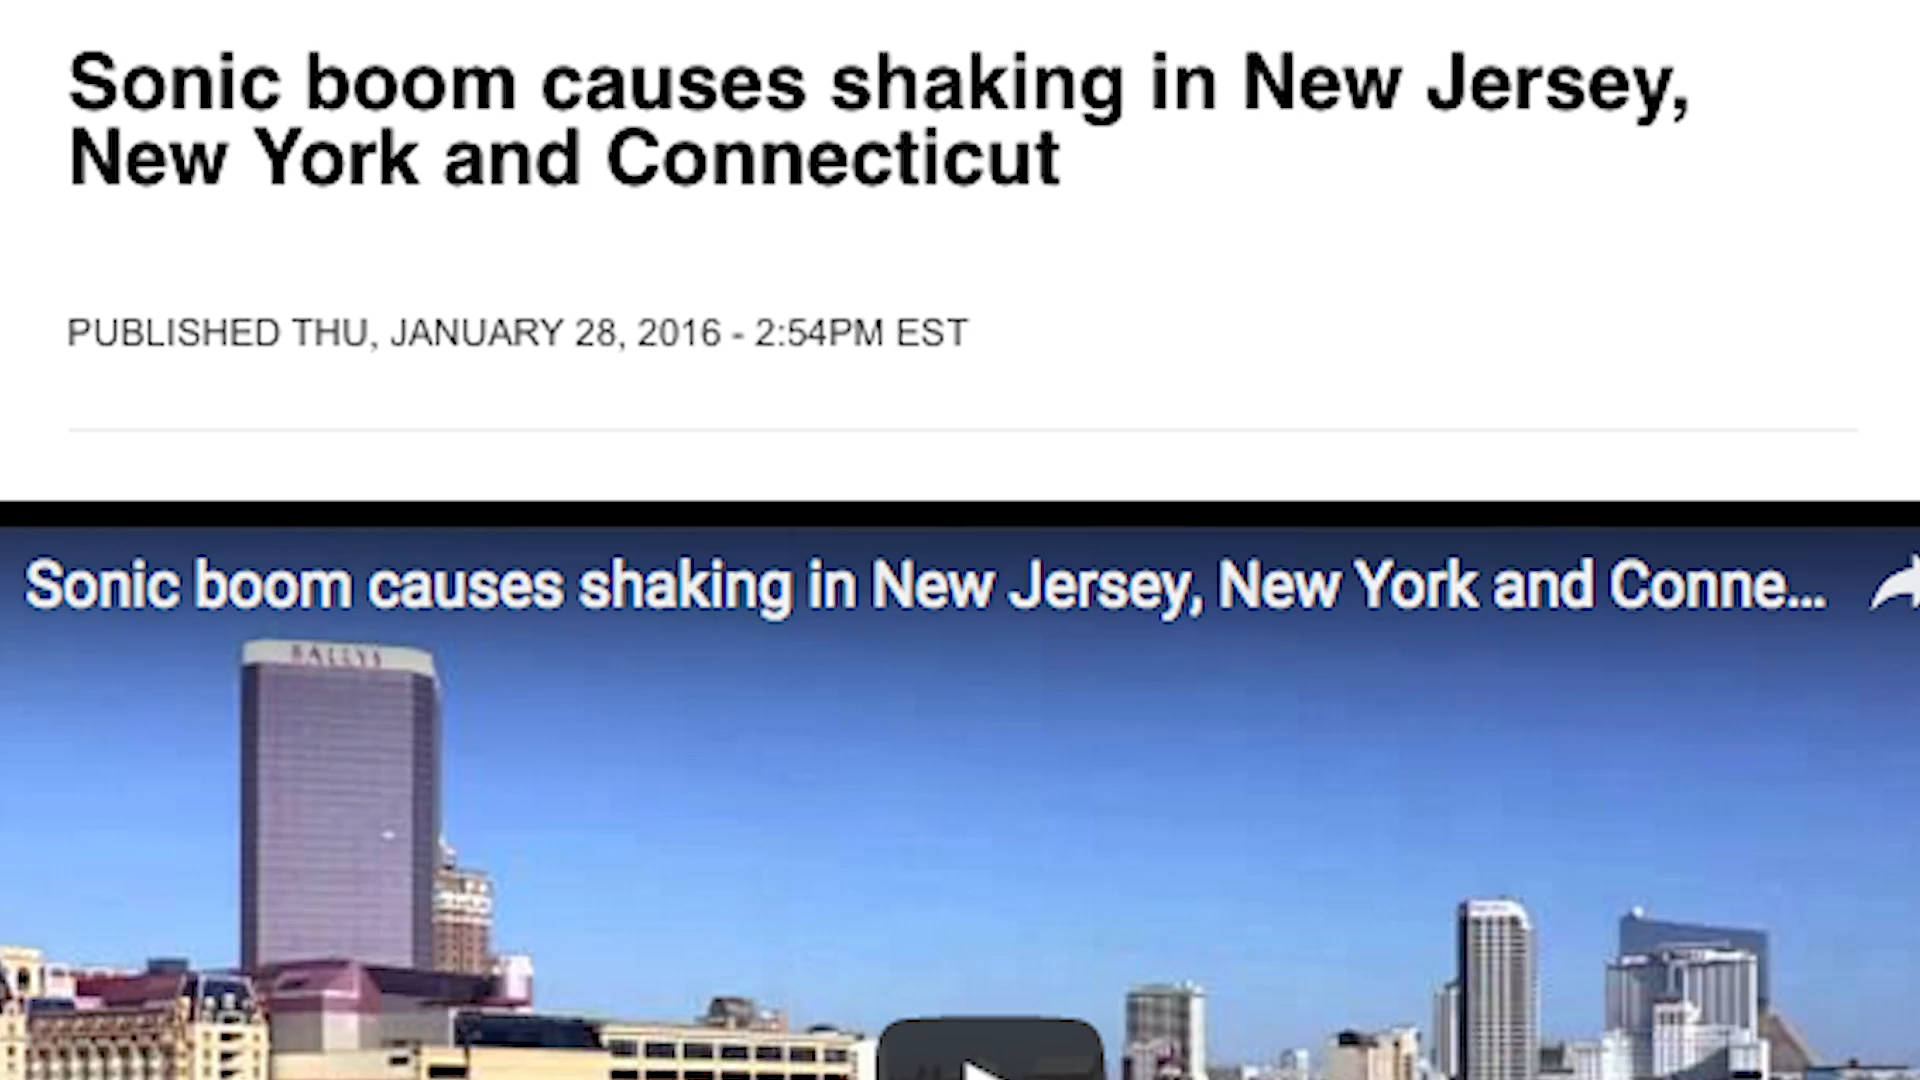 Sonic boom causes shaking in New Jersey,
New York and Connecticut
PUBLISHED THU, JANUARY 28, 2016 - 2:54PM EST
Sonic boom causes shaking in New Jersey, New York and Conne...
BALLYS